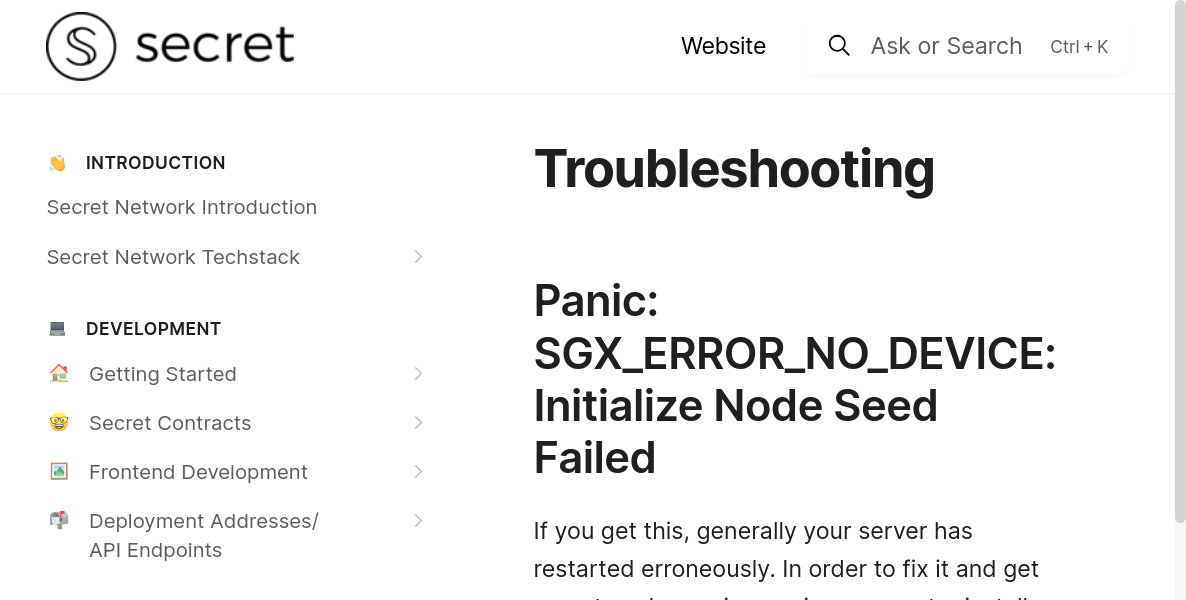 secret
Website
Ask or Search
Ctrl + K
INTRODUCTION
Secret Network Introduction
Secret Network Techstack
DEVELOPMENT
Getting Started
Secret Contracts
Frontend Development
Deployment Addresses/
API Endpoints
Troubleshooting
Panic:
SGX_ERROR_NO_DEVICE:
Initialize Node Seed
Failed
If you get this, generally your server has
restarted erroneously. In order to fix it and get